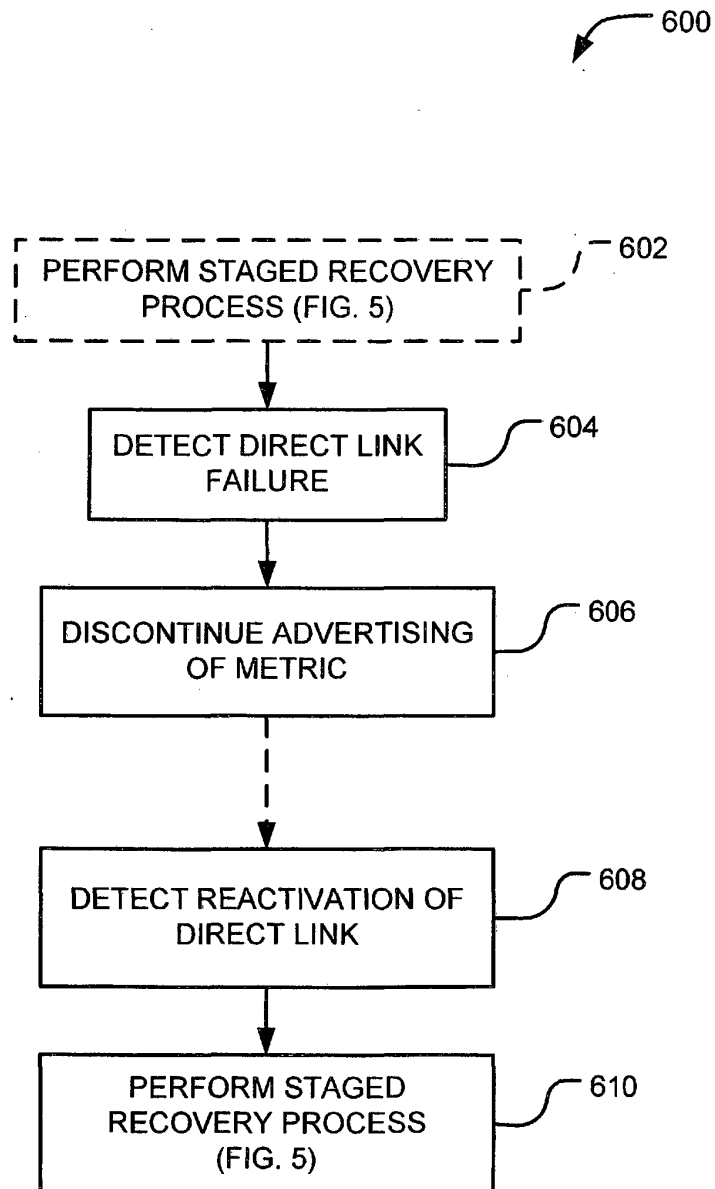 600
PERFORM STAGED RECOVERY
PROCESS (FIG. 5)
602
DETECT DIRECT LINK
FAILURE
604
DISCONTINUE ADVERTISING
OF METRIC
606
DETECT REACTIVATION OF
DIRECT LINK
608
PERFORM STAGED
RECOVERY PROCESS
(FIG. 5)
610